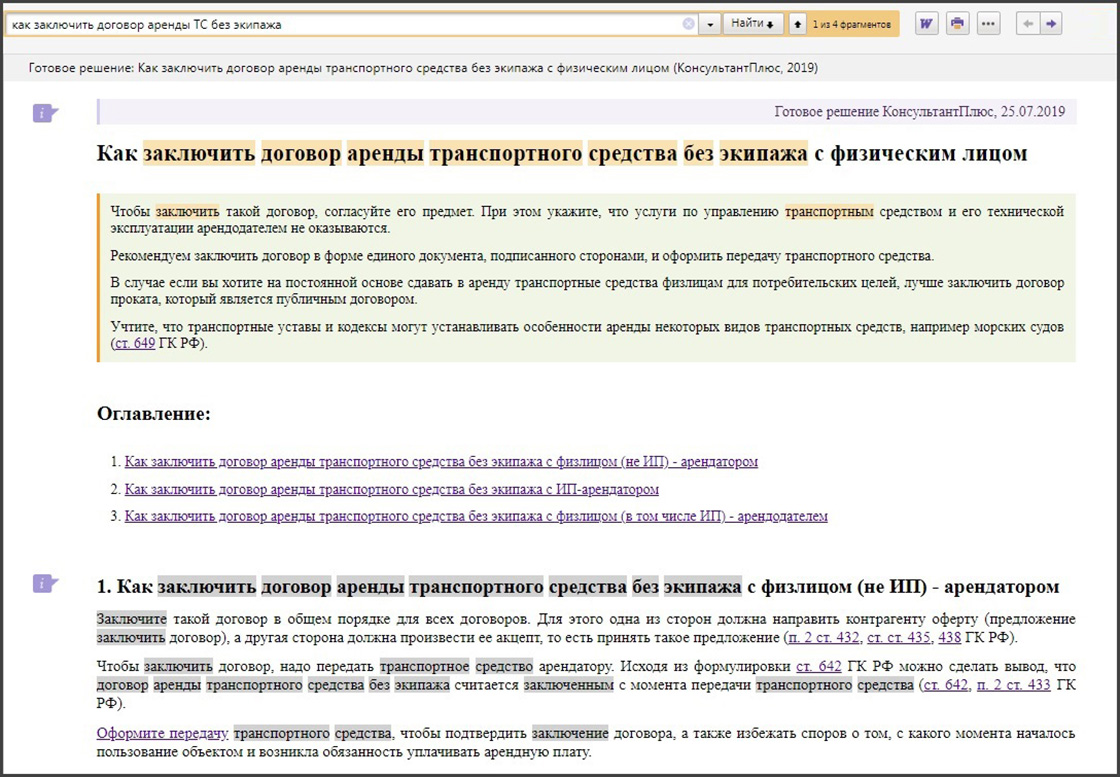 как заключить договор аренды ТС без экипажа
Найти
1 из 4 фрагментов
W
Готовое решение: Как заключить договор аренды транспортного средства без экипажа с физическим лицом (КонсультантПлюс, 2019)
i
Готовое решение КонсультантПлюс, 25.07.2019
Как заключить договор аренды транспортного средства без экипажа с физическим лицом
Чтобы заключить такой договор, согласуйте его предмет. При этом укажите, что услуги по управлению транспортным средством и его технической
эксплуатации арендодателем не оказываются.
Рекомендуем заключить договор в форме единого документа, подписанного сторонами, и оформить передачу транспортного средства.
В случае если вы хотите на постоянной основе сдавать в аренду транспортные средства физлицам для потребительских целей, лучше заключить договор
проката, который является публичным договором.
Учтите, что транспортные уставы и кодексы могут устанавливать особенности аренды некоторых видов транспортных средств, например морских судов
(ст. 649 ГК РФ).
Оглавление:
1. Как заключить договор аренды транспортного средства без экипажа с физлицом (не ИП) - арендатором
2. Как заключить договор аренды транспортного средства без экипажа с ИП-арендатором
3. Как заключить договор аренды транспортного средства без экипажа с физлицом (в том числе ИП) - арендодателем
i
1. Как заключить договор аренды транспортного средства без экипажа с физлицом (не ИП) - арендатором
Заключите такой договор в общем порядке для всех договоров. Для этого одна из сторон должна направить контрагенту оферту (предложение
заключить договор), а другая сторона должна произвести ее акцепт, то есть принять такое предложение (п. 2 ст. 432, ст. ст. 435, 438 ГК РФ).
Чтобы заключить договор, надо передать транспортное средство арендатору. Исходя из формулировки ст. 642 ГК РФ можно сделать вывод, что
договор аренды транспортного средства без экипажа считается заключенным с момента передачи транспортного средства (ст. 642, п. 2 ст. 433 ГК
РФ).
Оформите передачу транспортного средства, чтобы подтвердить заключение договора, а также избежать споров о том, с какого момента началось
пользование объектом и возникла обязанность уплачивать арендную плату.